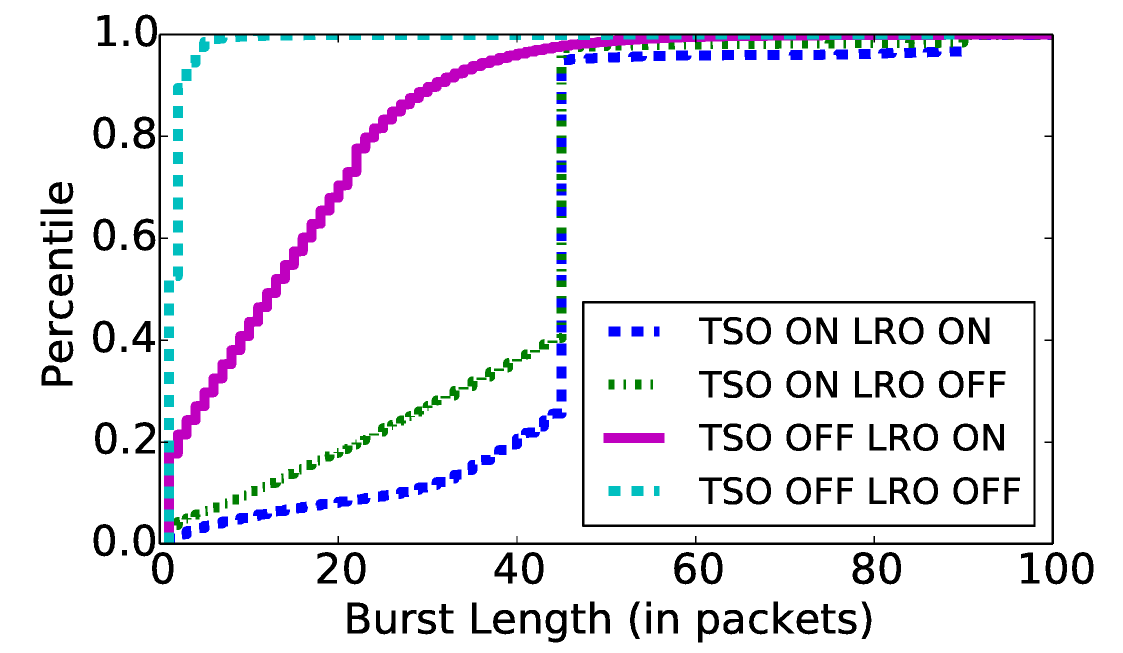 1.0
0.8
0.6
0.4
0.2
0.0
Percentile
TSO ON LRO ON
TSO ON LRO OFF
TSO OFF LRO ON
TSO OFF LRO OFF
0 20 40 60 80 100
Burst Length (in packets)